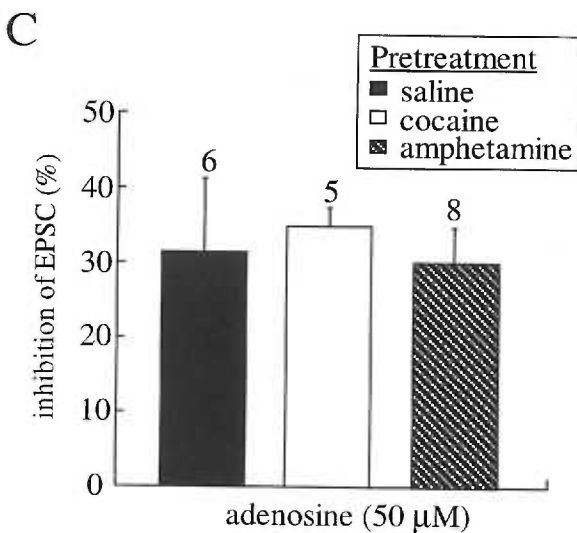 C
Pretreatment
saline
cocaine
amphetamine
50
40
30
20
10
0
inhibition of EPSC (%)
6
5
8
adenosine (50 µM)